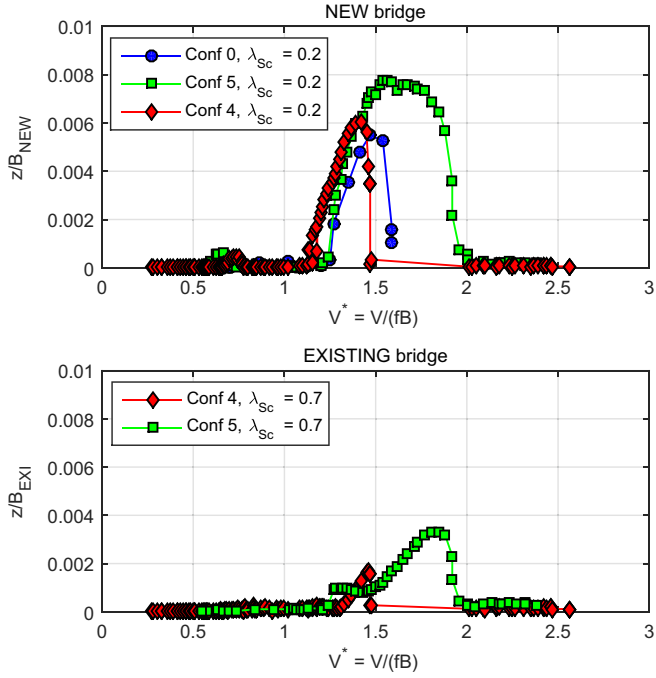 NEW bridge
0.01
0.008
0.006
0.004
0.002
0
z/B_NEW
Conf 0, λ_Sc = 0.2
Conf 5, λ_Sc = 0.2
Conf 4, λ_Sc = 0.2
0 0.5 1 1.5 2 2.5 3
V^* = V/(fB)
EXISTING bridge
0.01
0.008
0.006
0.004
0.002
0
z/B_EXI
Conf 4, λ_Sc = 0.7
Conf 5, λ_Sc = 0.7
0 0.5 1 1.5 2 2.5 3
V^* = V/(fB)